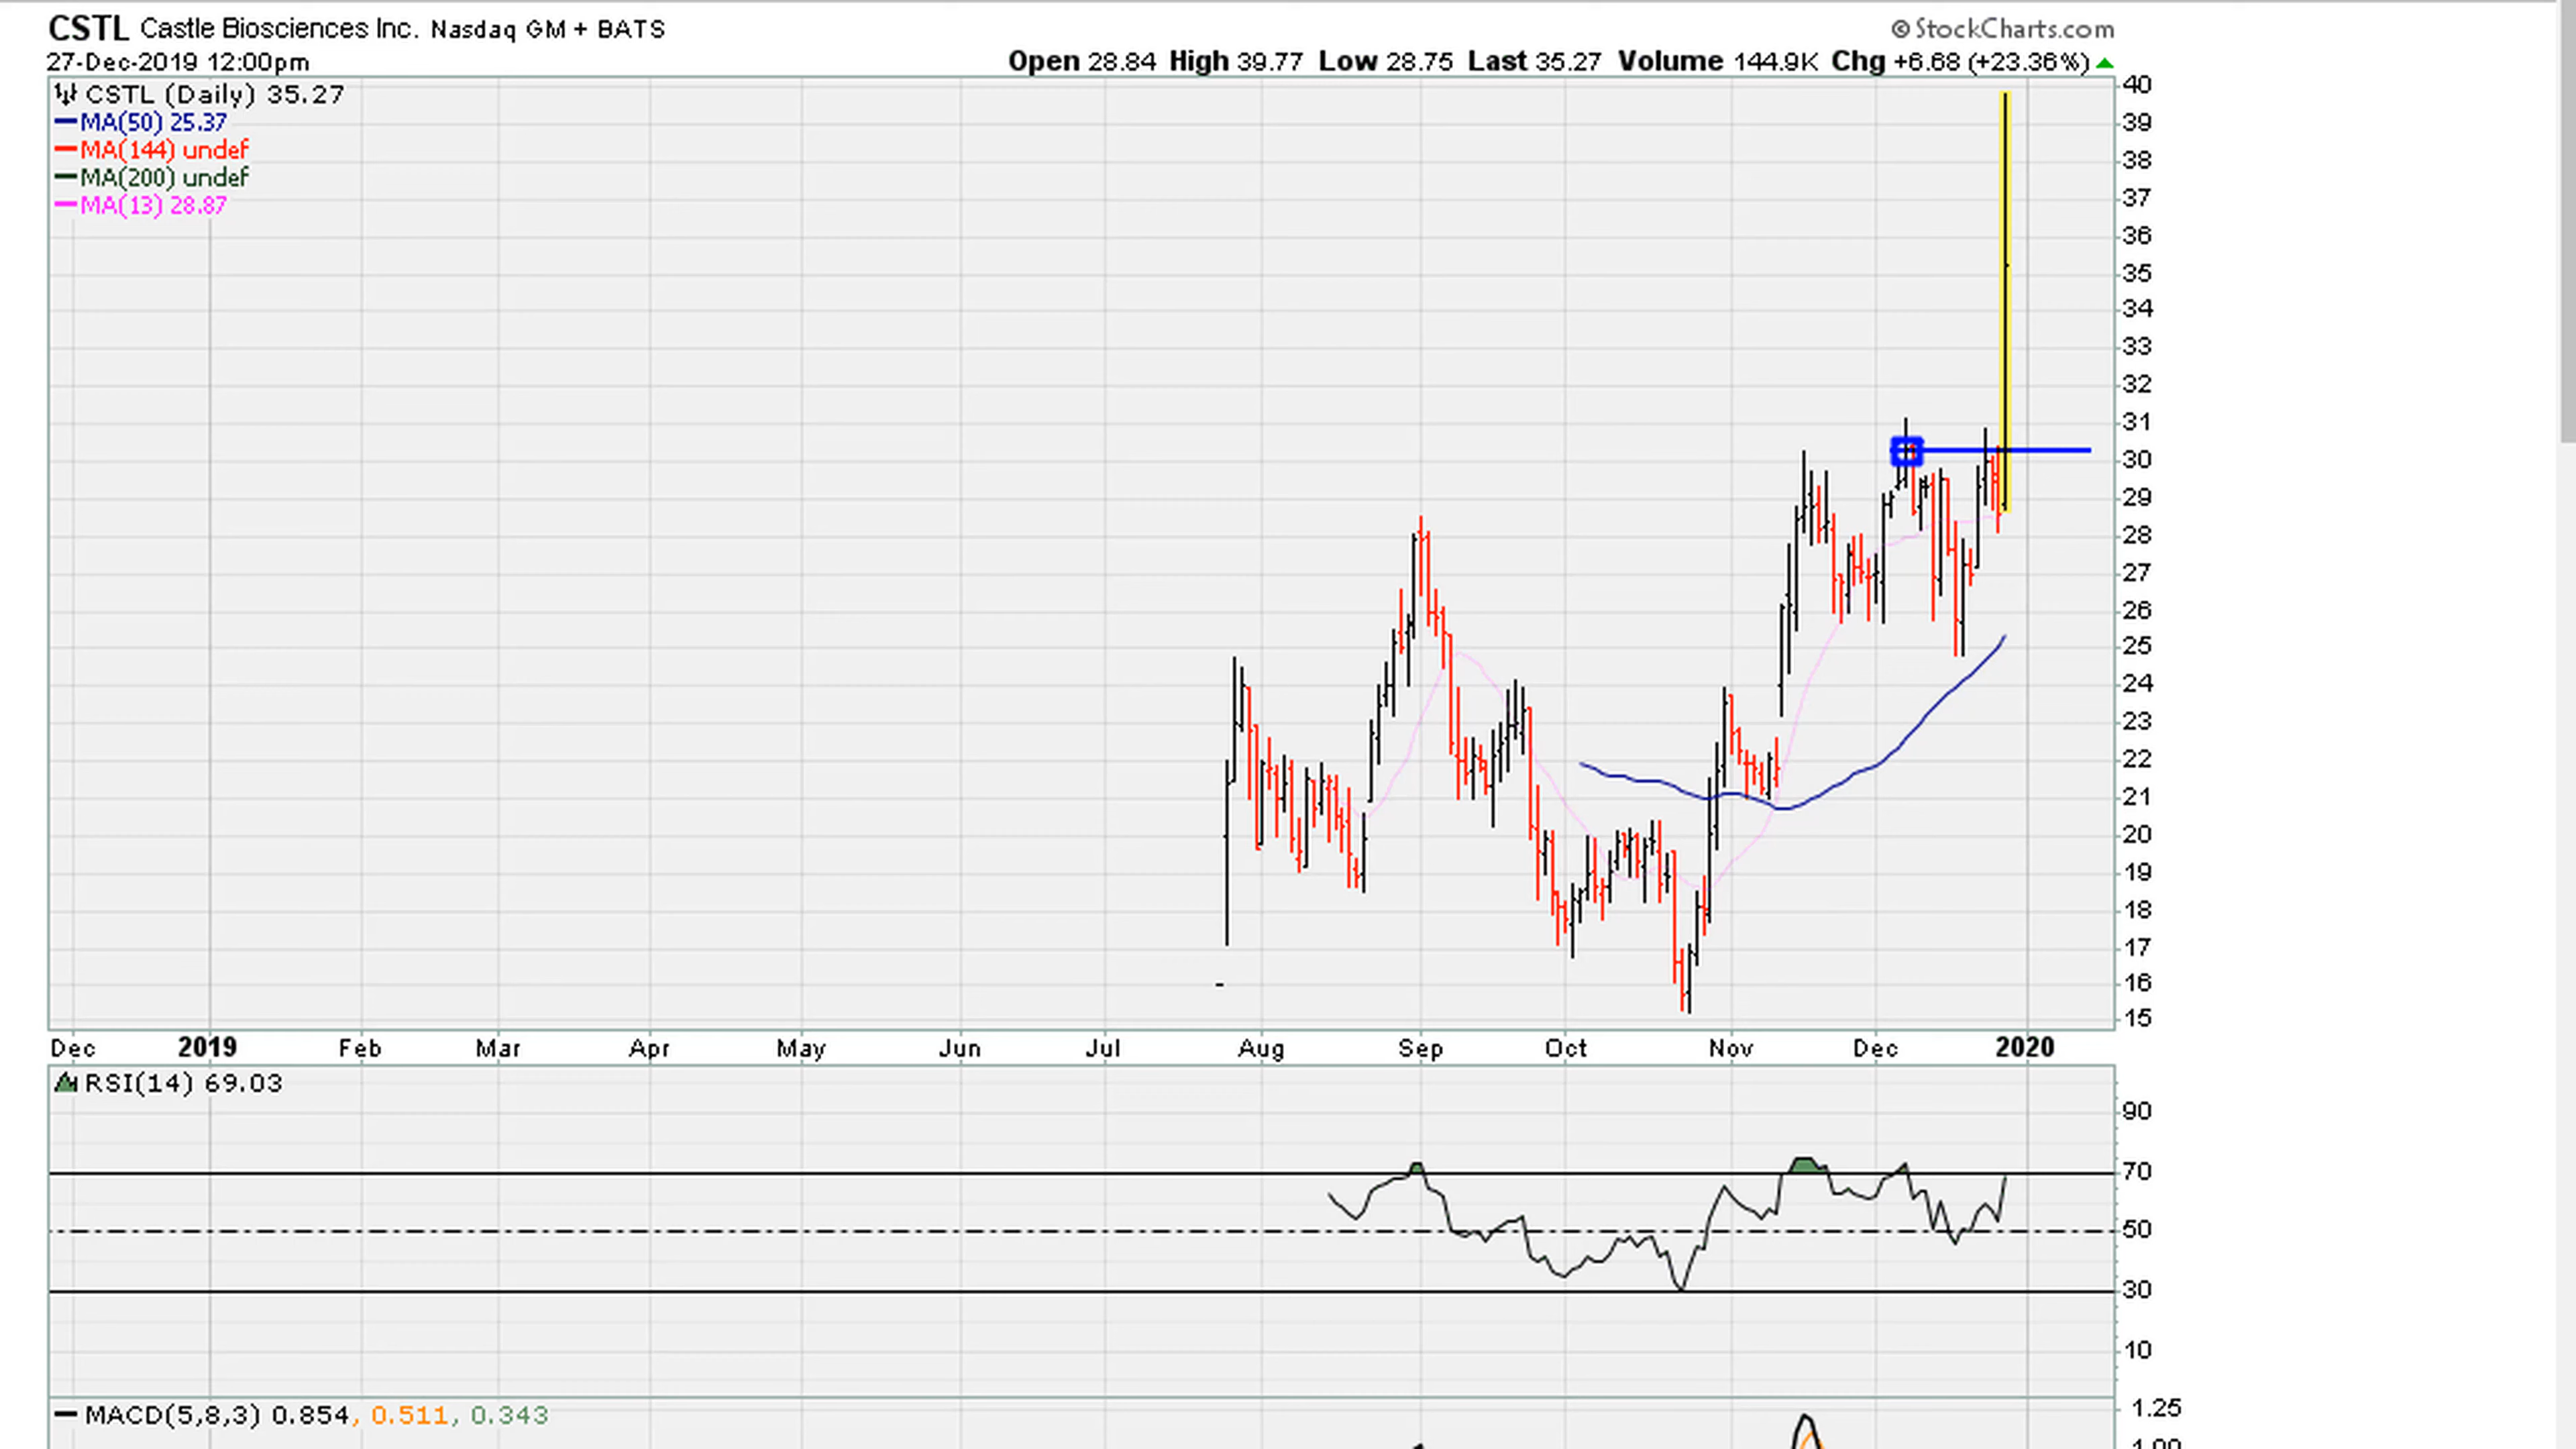 CSTL Castle Biosciences Inc. Nasdaq GM + BATS
© StockCharts.com
27-Dec-2019 12:00pm
Open 28.84 High 39.77 Low 28.75 Last 35.27 Volume 144.9K Chg +6.68 (+23.36%)
CSTL (Daily) 35.27
MA(50) 25.37
MA(144) undef
MA(200) undef
MA(13) 28.87
40
39
38
37
36
35
34
33
32
31
30
29
28
27
26
25
24
23
22
21
20
19
18
17
16
15
Dec 2019 Feb Mar Apr May Jun Jul Aug Sep Oct Nov Dec 2020
RSI(14) 69.03
90
70
50
30
10
MACD(5,8,3) 0.854, 0.511, 0.343
1.25
1.00